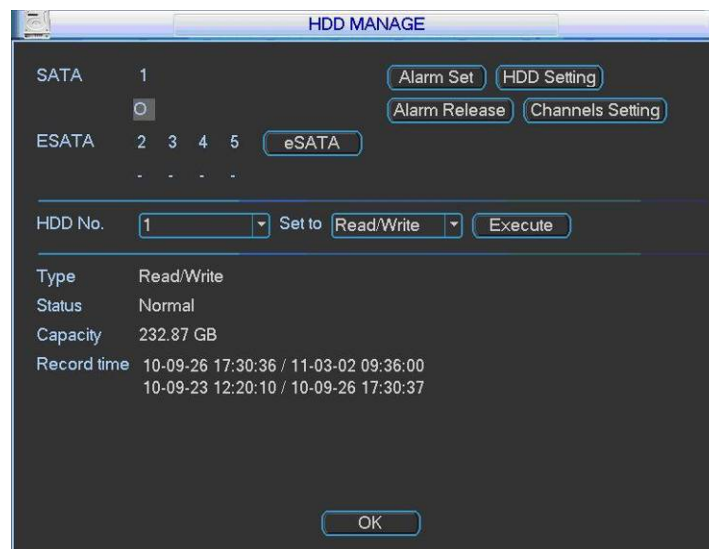 HDD MANAGE
SATA 1 Alarm Set HDD Setting
O Alarm Release Channels Setting
ESATA 2 3 4 5 eSATA
- - - -
HDD No. 1 Set to Read/Write Execute
Type Read/Write
Status Normal
Capacity 232.87 GB
Record time 10-09-26 17:30:36 / 11-03-02 09:36:00
10-09-23 12:20:10 / 10-09-26 17:30:37
OK